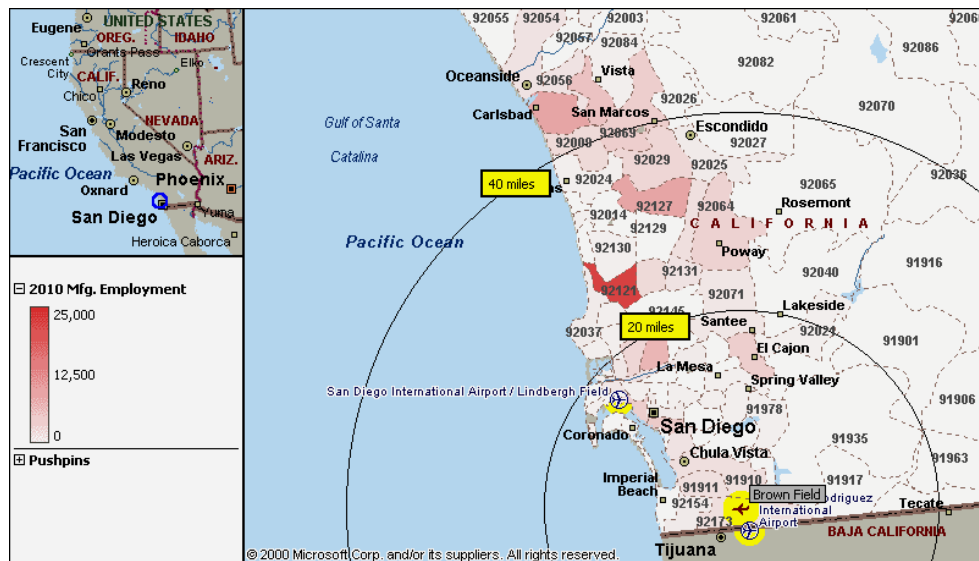 UNITED STATES
Eugene
OREG.
IDAHO
Grants Pass
Crescent
City
Elko
CALIF.
Chico
Reno
NEVADA
San
Francisco
Modesto
Las Vegas
ARIZ.
Pacific Ocean
Oxnard
Phoenix
San Diego
Yuma
Heroica Caborca
2010 Mfg. Employment
25,000
12,500
0
Pushpins
92055
92054
92003
92061
92057
92084
92086
92082
Oceanside
92056
Vista
92026
92070
Carlsbad
San Marcos
Escondido
Gulf of Santa
Catalina
92069
92027
92008
92029
92025
92036
40 miles
92024
92065
92127
92064
Rosemont
92014
92129
CALIFORNIA
Pacific Ocean
92130
Poway
92131
92040
91916
92121
92071
92145
Lakeside
20 miles
92037
Santee
92021
91901
El Cajon
La Mesa
San Diego International Airport / Lindbergh Field
Spring Valley
91906
91978
San Diego
Coronado
91935
Chula Vista
91963
Imperial
Beach
91911
91910
91917
Brown Field
Rodriguez
International
Airport
92154
Tecate
92173
BAJA CALIFORNIA
Tijuana
© 2000 Microsoft Corp. and/or its suppliers. All rights reserved.